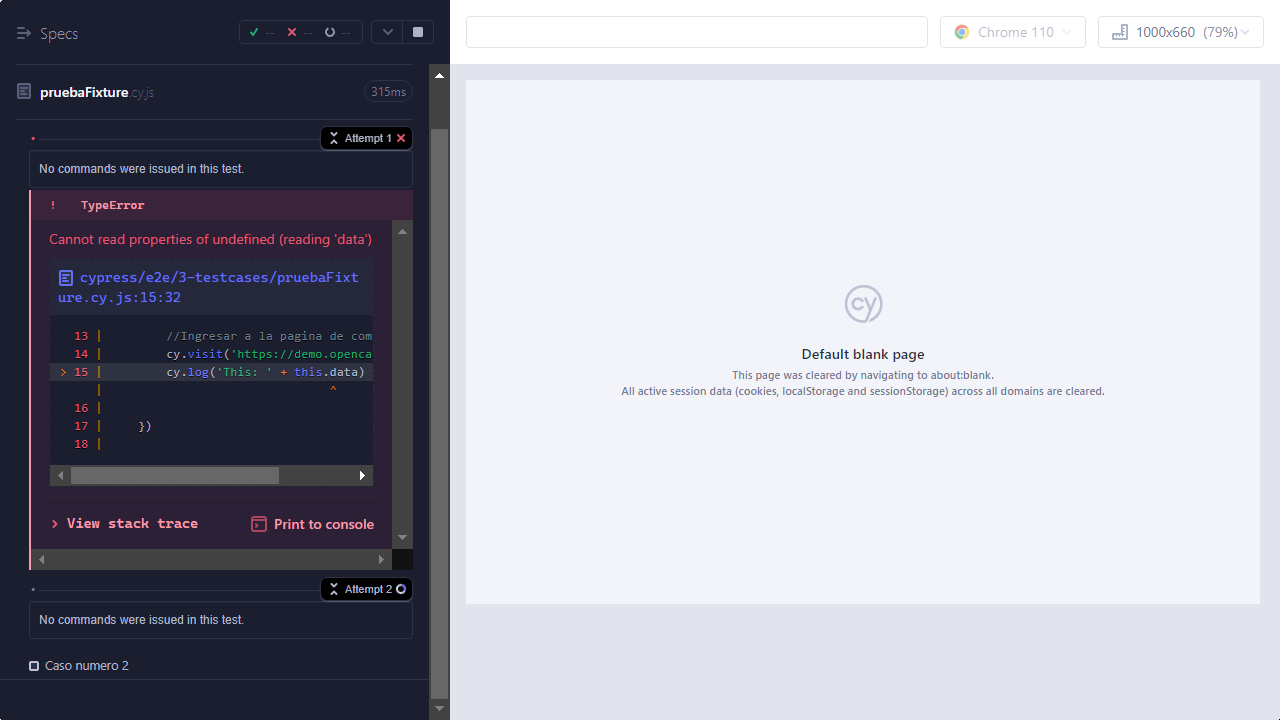 Specs
-- -- --
Chrome 110
1000x660 (79%)
pruebaFixture.cy.js
315ms
Attempt 1
No commands were issued in this test.
! TypeError
Cannot read properties of undefined (reading 'data')
cypress/e2e/3-testcases/pruebaFixt
ure.cy.js:15:32
13 | //Ingresar a la pagina de com
14 | cy.visit('https://demo.openca
> 15 | cy.log('This: ' + this.data)
| ^
16 |
17 | })
18 |
> View stack trace
Print to console
Attempt 2
No commands were issued in this test.
Caso numero 2
cy
Default blank page
This page was cleared by navigating to about:blank.
All active session data (cookies, localStorage and sessionStorage) across all domains are cleared.